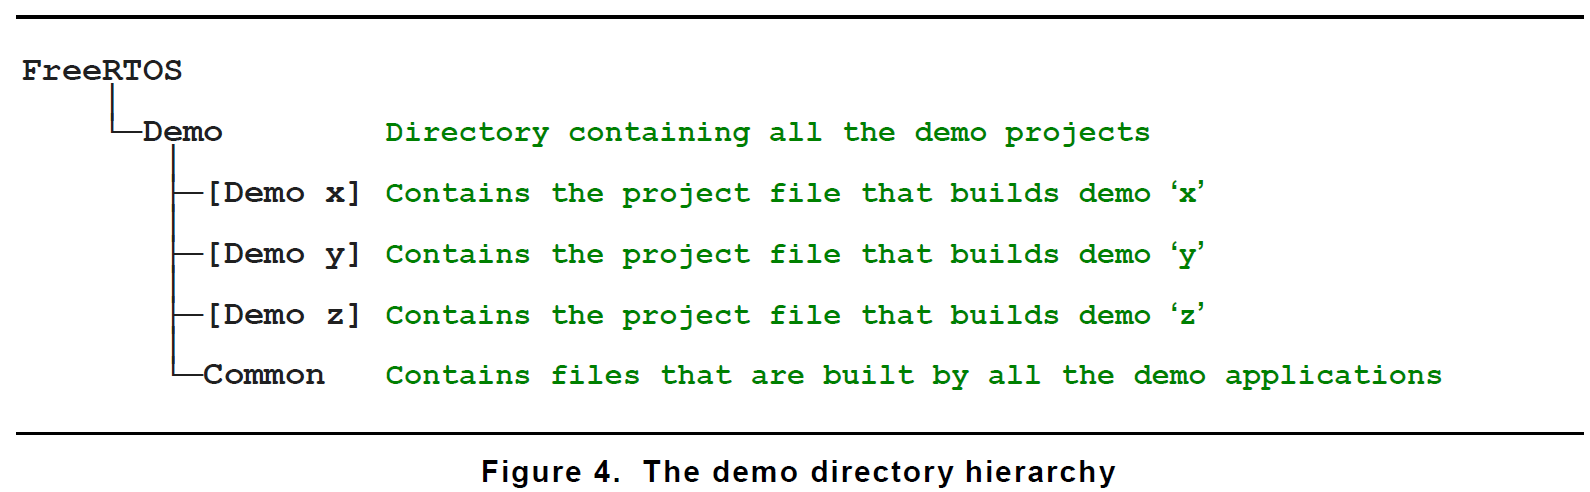 FreeRTOS
Demo Directory containing all the demo projects
[Demo x] Contains the project file that builds demo ‘x’
[Demo y] Contains the project file that builds demo ‘y’
[Demo z] Contains the project file that builds demo ‘z’
Common Contains files that are built by all the demo applications
Figure 4. The demo directory hierarchy